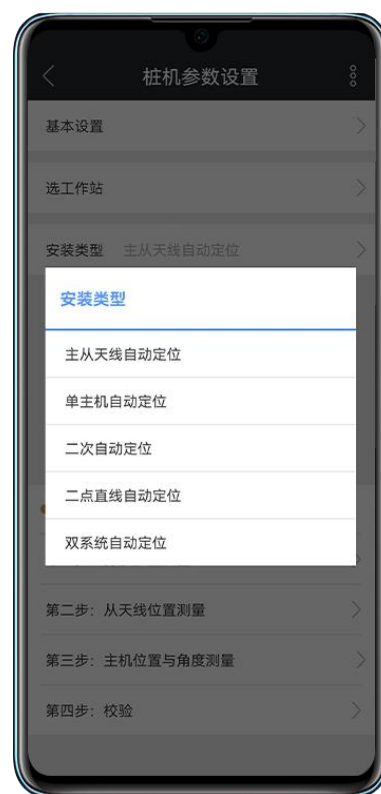 桩机参数设置
基本设置
选工作站
安装类型 主从天线自动定位
安装类型
主从天线自动定位
单主机自动定位
二次自动定位
二点直线自动定位
双系统自动定位
第二步：从天线位置测量
第三步：主机位置与角度测量
第四步：校验